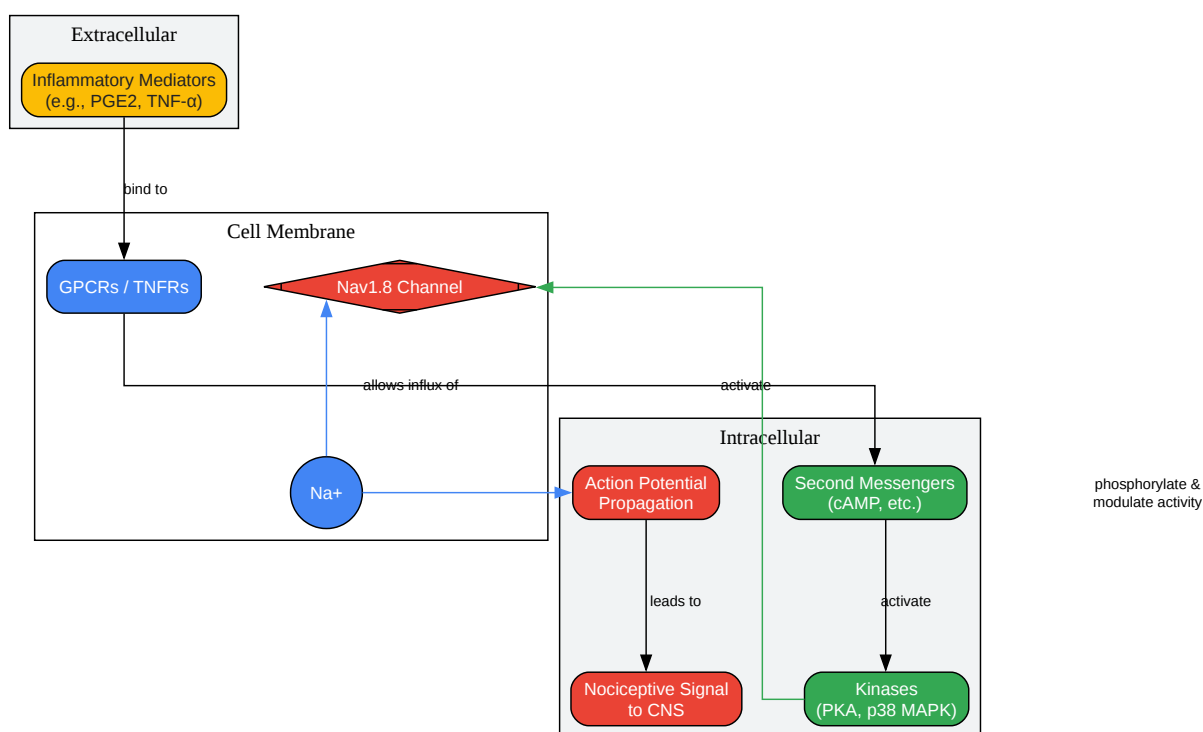 Extracellular
Inflammatory Mediators
(e.g., PGE2, TNF-α)
bind to
Cell Membrane
GPCRs / TNFRs
Nav1.8 Channel
allows influx of
activate
Intracellular
Na+
Action Potential
Propagation
Second Messengers
(cAMP, etc.)
phosphorylate &
modulate activity
leads to
activate
Nociceptive Signal
to CNS
Kinases
(PKA, p38 MAPK)